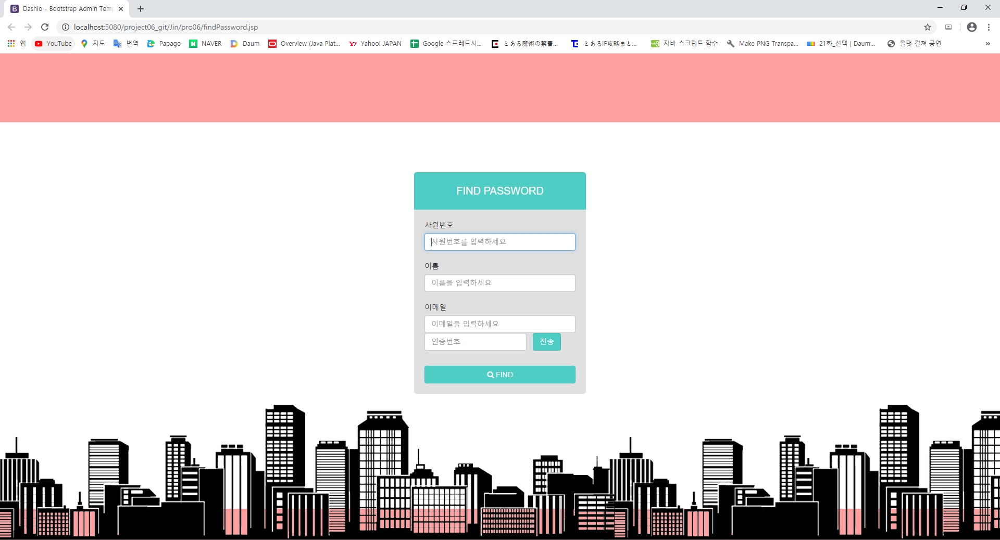 Dashio - Bootstrap Admin Tem
localhost:5080/project06_git/Jin/pro06/findPassword.jsp
앱 YouTube 지도 번역 Papago NAVER Daum Overview (Java Plat... Yahoo! JAPAN Google 스프레드시... とある魔術の禁書... とあるIF攻略まと... 자바 스크립트 함수 Make PNG Transpa... 21화_선택 | Daum... 올댓 컬쳐 공연 »
FIND PASSWORD
사원번호
사원번호를 입력하세요
이름
이름을 입력하세요
이메일
이메일을 입력하세요
인증번호 전송
FIND